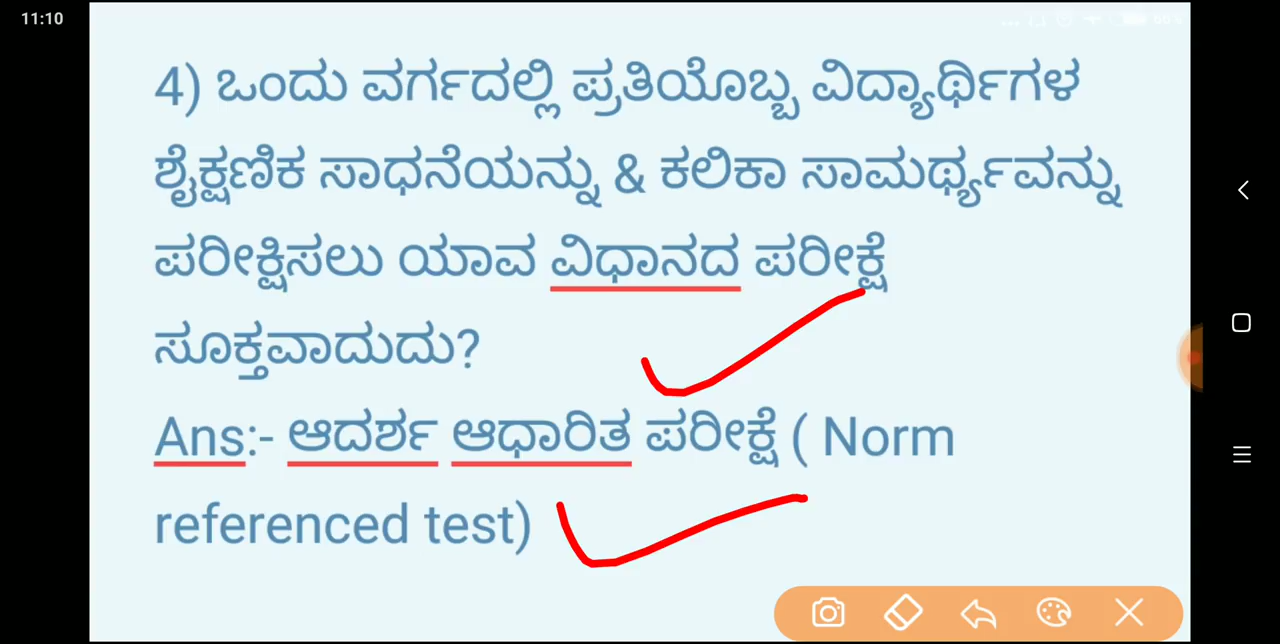 11:10
4) ಒಂದು ವರ್ಗದಲ್ಲಿ ಪ್ರತಿಯೊಬ್ಬ ವಿದ್ಯಾರ್ಥಿಗಳ
ಶೈಕ್ಷಣಿಕ ಸಾಧನೆಯನ್ನು & ಕಲಿಕಾ ಸಾಮರ್ಥ್ಯವನ್ನು
ಪರೀಕ್ಷಿಸಲು ಯಾವ ವಿಧಾನದ ಪರೀಕ್ಷೆ
ಸೂಕ್ತವಾದುದು?
Ans:- ಆದರ್ಶ ಆಧಾರಿತ ಪರೀಕ್ಷೆ ( Norm
referenced test)